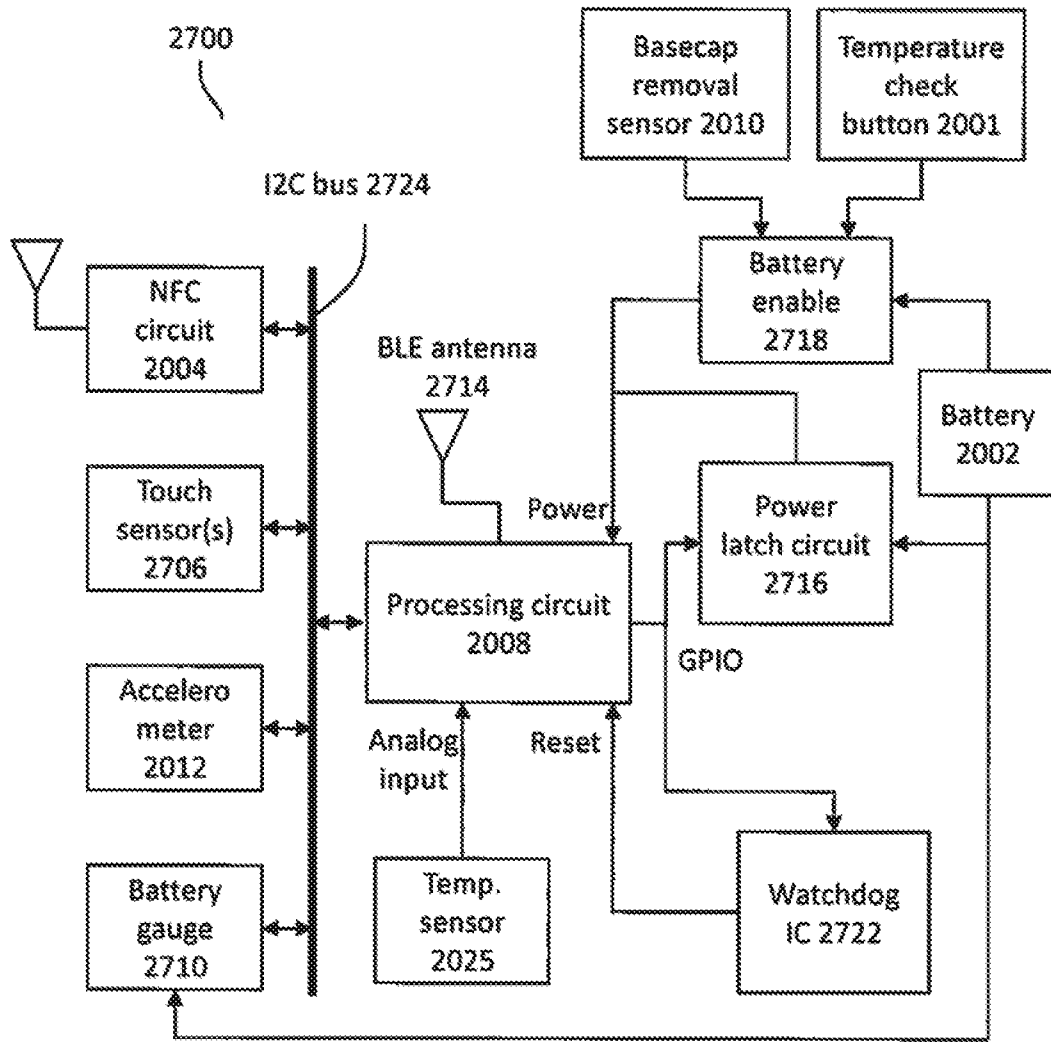 2700
Basecap
removal
sensor 2010
Temperature
check
button 2001
I2C bus 2724
NFC
circuit
2004
Battery
enable
2718
BLE antenna
2714
Battery
2002
Touch
sensor(s)
2706
Power
Power
latch circuit
2716
Processing circuit
2008
GPIO
Accelero
meter
2012
Analog
input
Reset
Battery
gauge
2710
Temp.
sensor
2025
Watchdog
IC 2722